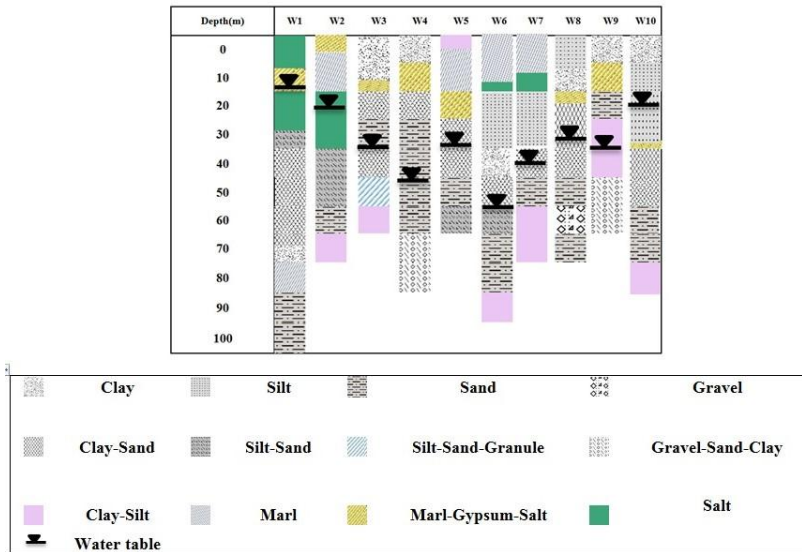 Depth(m) W1 W2 W3 W4 W5 W6 W7 W8 W9 W10
0
10
20
30
40
50
60
70
80
90
100
Clay Silt Sand Gravel
Clay-Sand Silt-Sand Silt-Sand-Granule Gravel-Sand-Clay
Clay-Silt Marl Marl-Gypsum-Salt Salt
Water table